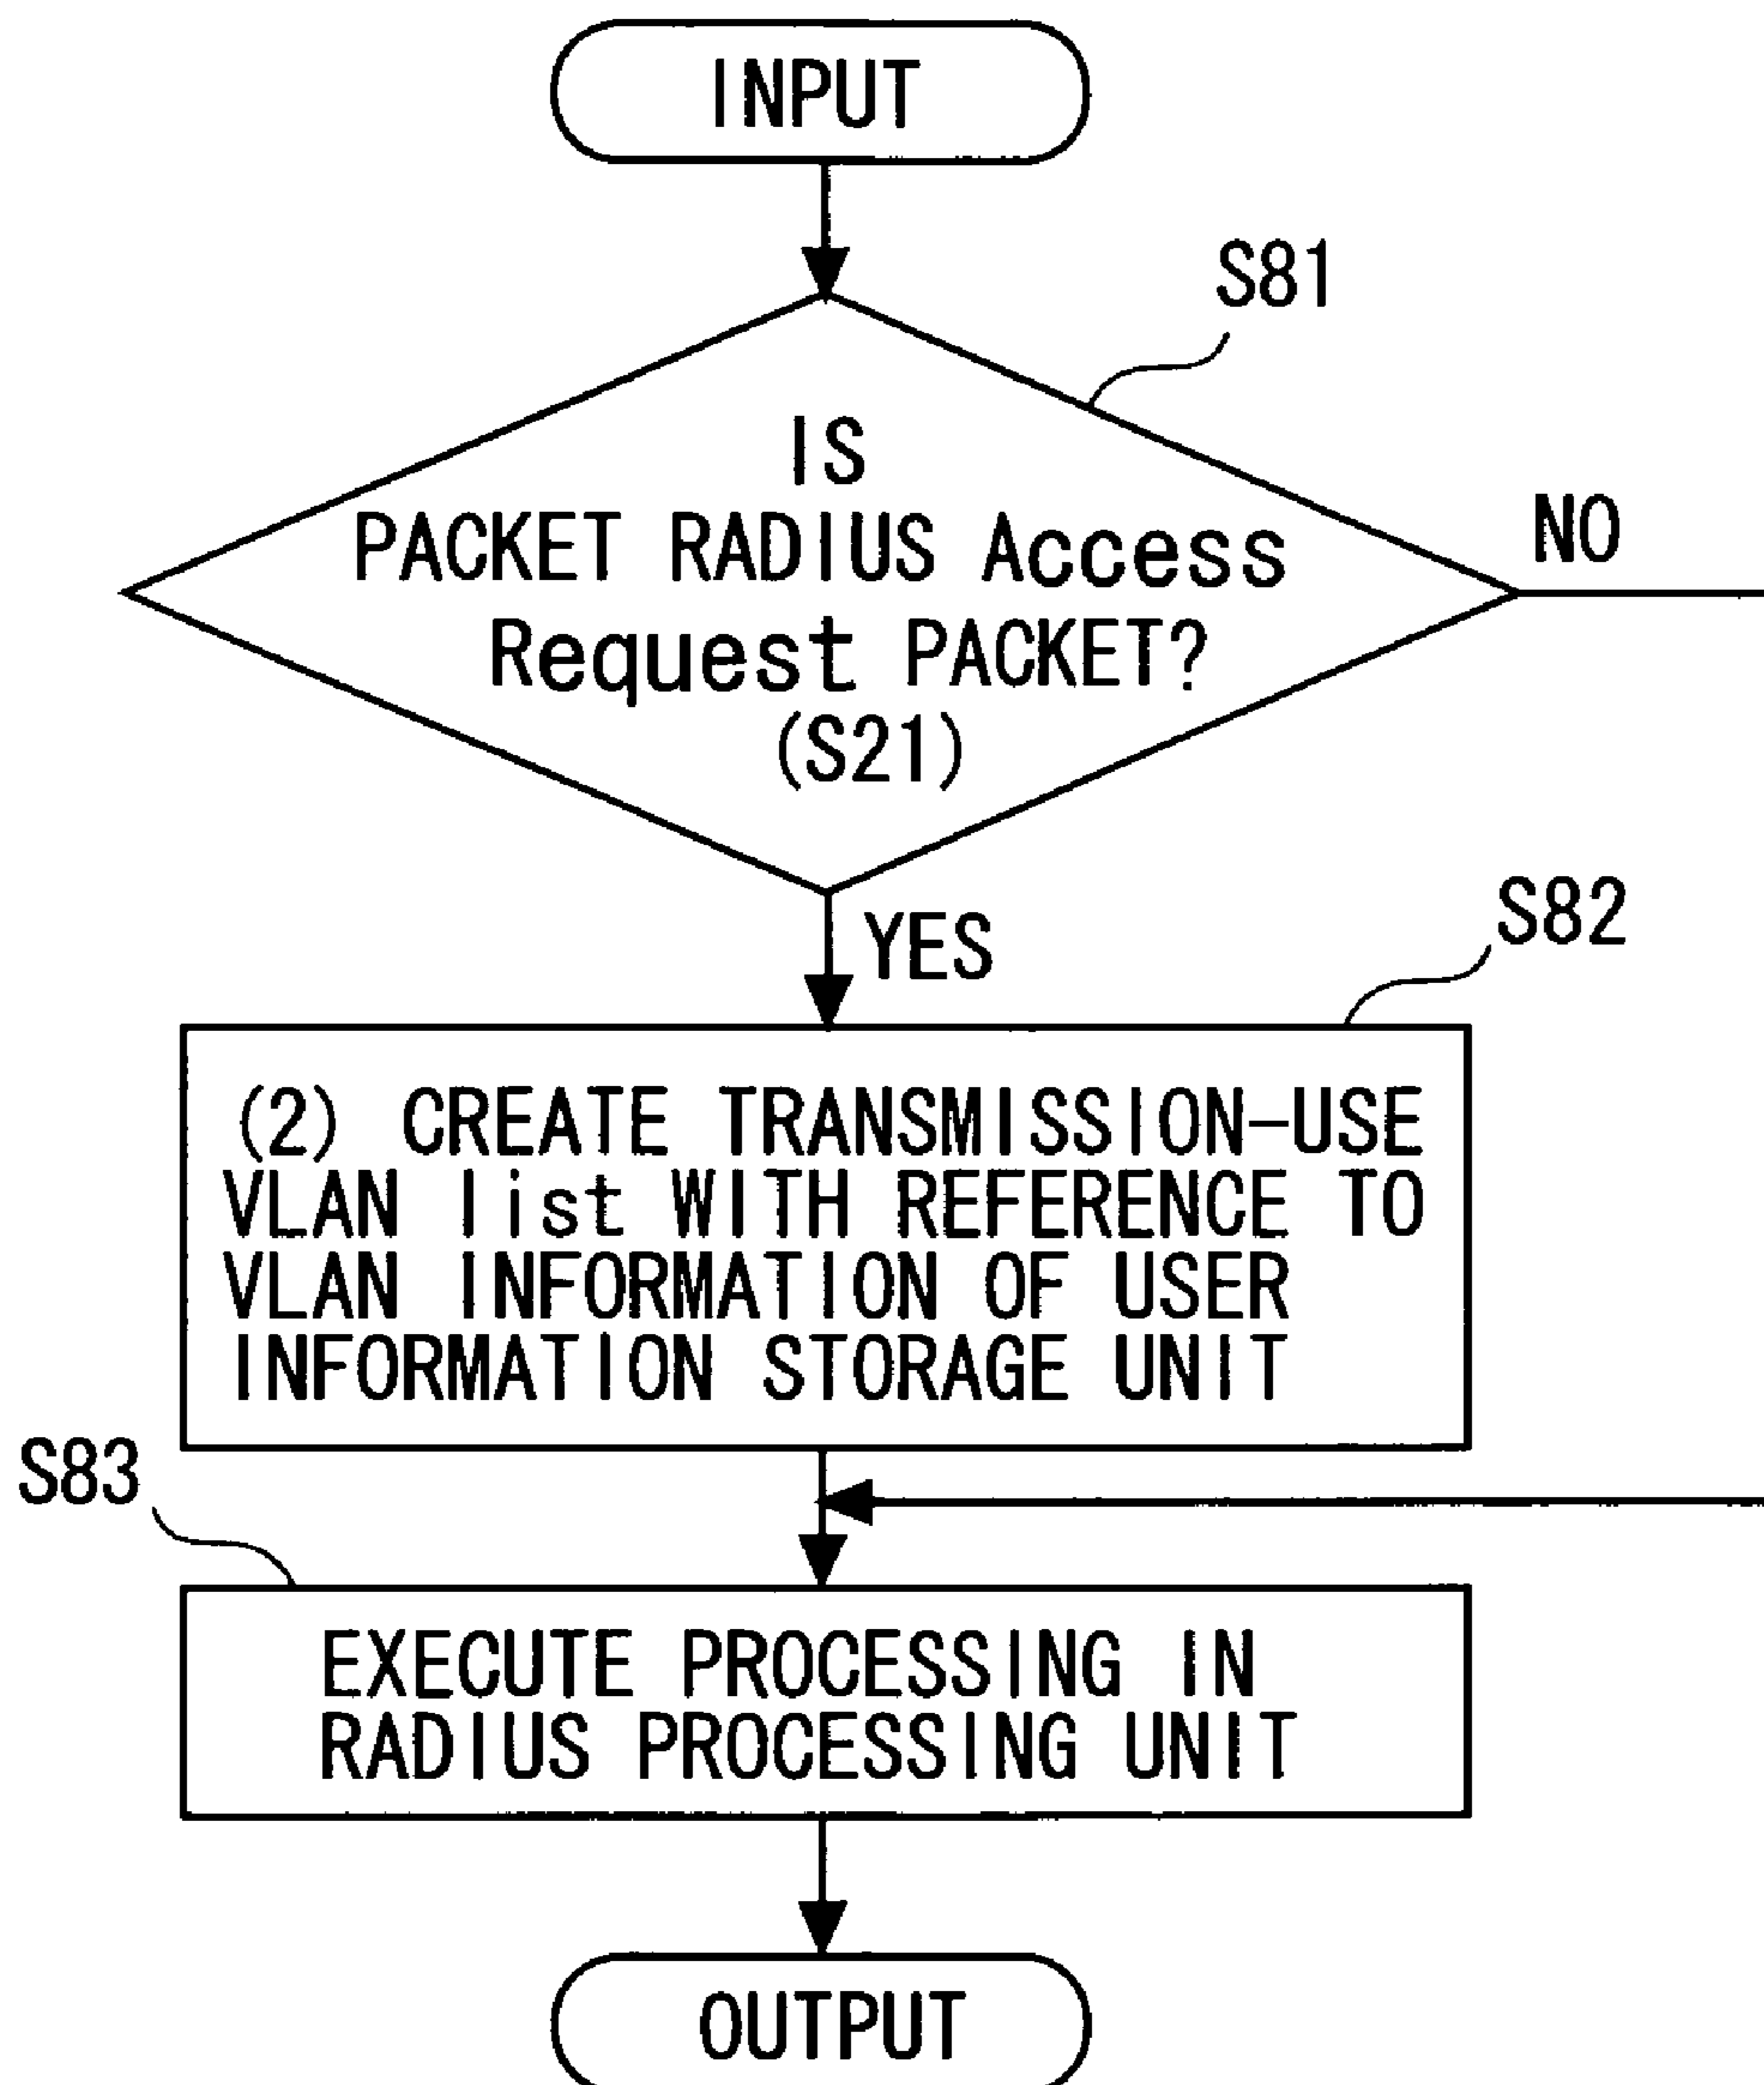 INPUT
S81
IS
PACKET RADIUS Access
Request PACKET?
(S21)
NO
YES
S82
(2) CREATE TRANSMISSION-USE
VLAN list WITH REFERENCE TO
VLAN INFORMATION OF USER
INFORMATION STORAGE UNIT
S83
EXECUTE PROCESSING IN
RADIUS PROCESSING UNIT
OUTPUT